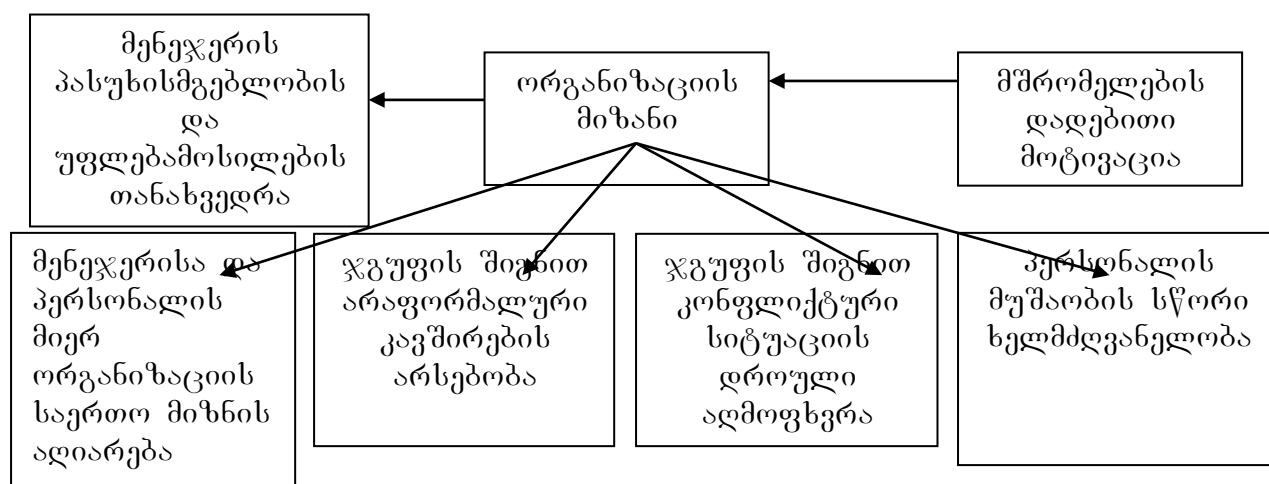 მენეჯერის
პასუხისმგებლობის
და
უფლებამოსილების
თანახვედრა
ორგანიზაციის
მიზანი
მშრომელების
დადებითი
მოტივაცია
მენეჯერისა და
პერსონალის
მიერ
ორგანიზაციის
საერთო მიზნის
აღიარება
ჯგუფის შიგნით
არაფორმალური
კავშირების
არსებობა
ჯგუფის შიგნით
კონფლიქტური
სიტუაციის
დროული
აღმოფხვრა
პერსონალის
მუშაობის სწორი
ხელმძღვანელობა